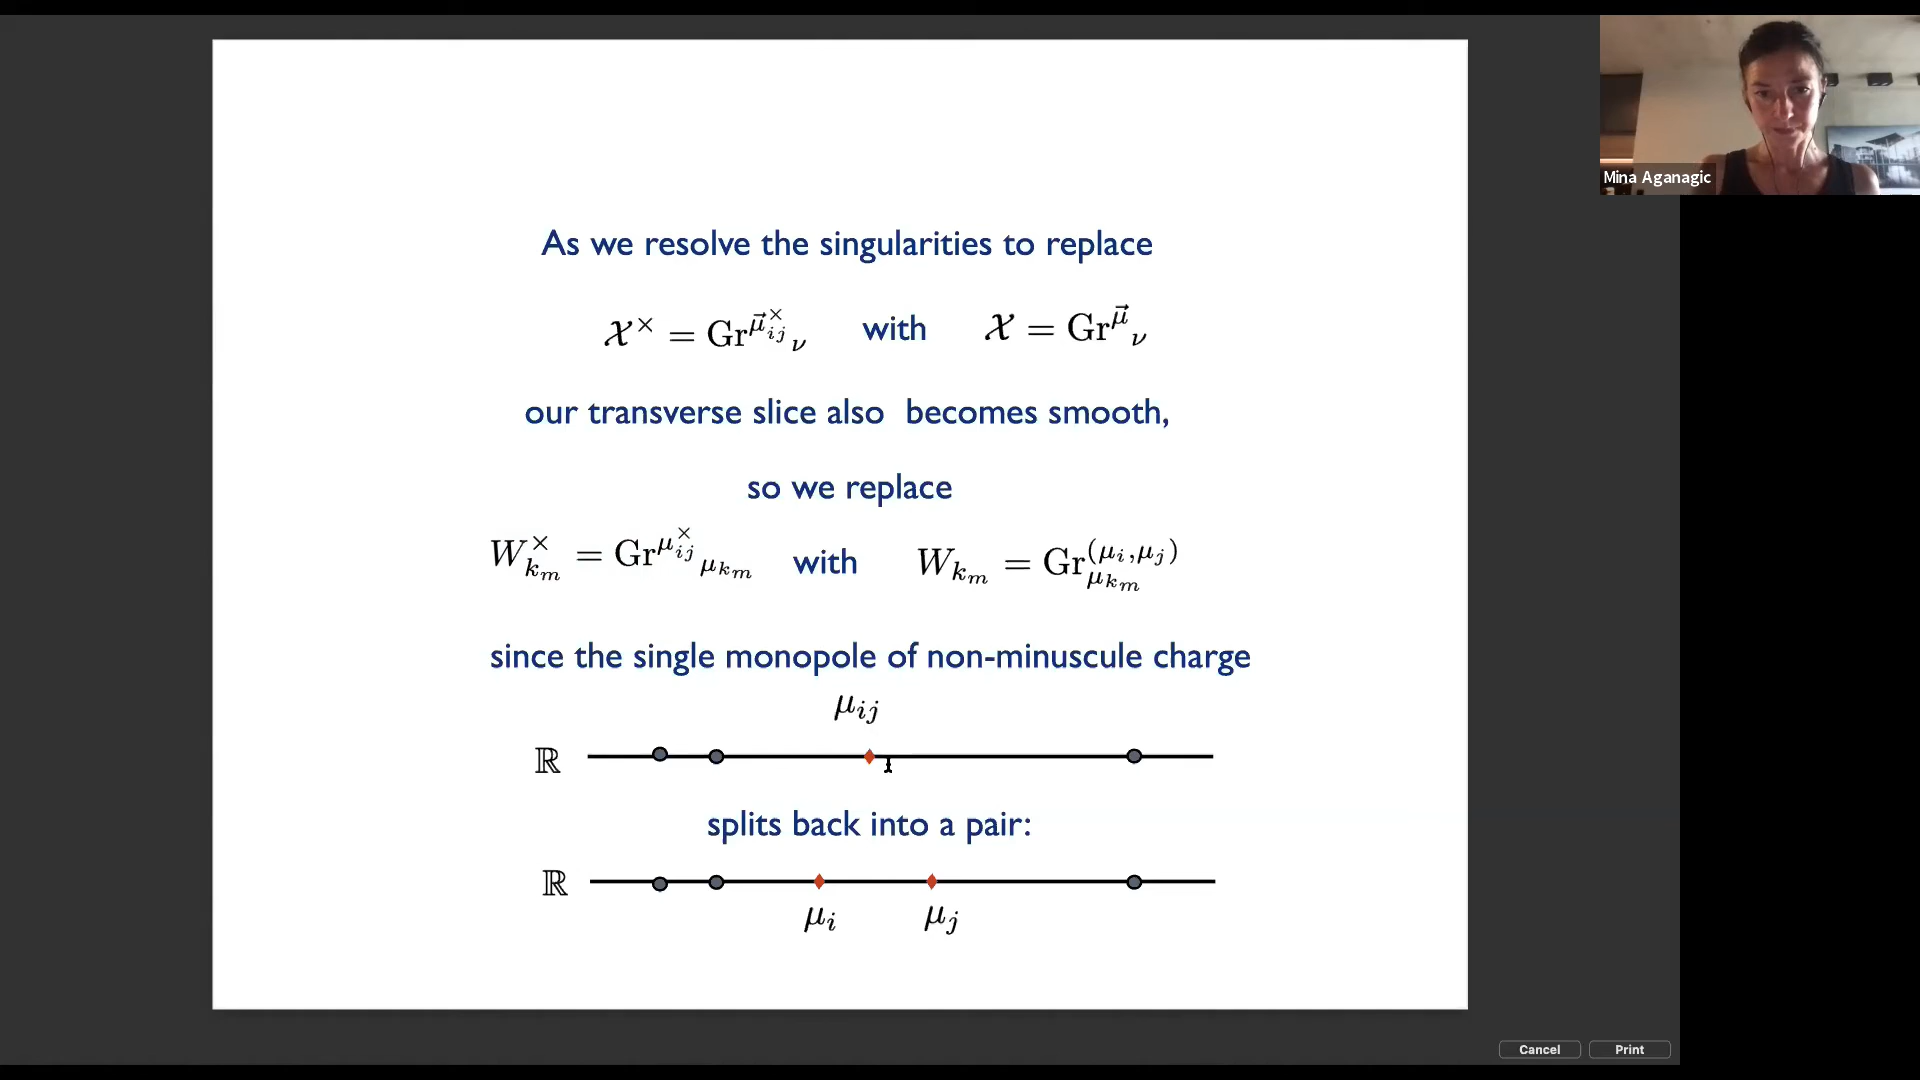 As we resolve the singularities to replace
𝒳^× = Gr^{\vec{μ}^×_{ij}}_ν with 𝒳 = Gr^{\vec{μ}}_ν
our transverse slice also becomes smooth,
so we replace
W^×_{k_m} = Gr^{μ^×_{ij}}_{μ_{k_m}} with W_{k_m} = Gr^{(μ_i,μ_j)}_{μ_{k_m}}
since the single monopole of non-minuscule charge
μ_{ij}
ℝ
splits back into a pair:
ℝ
μ_i μ_j
Mina Aganagic
Cancel Print